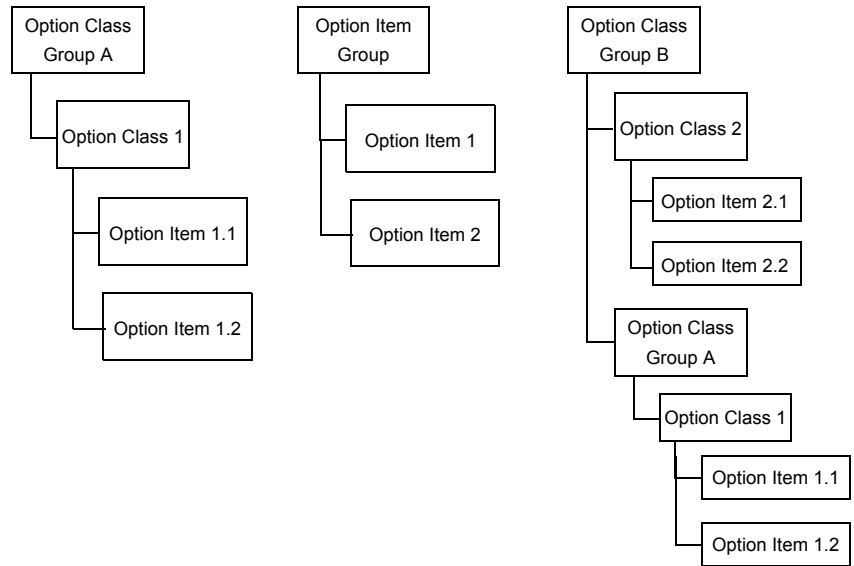 Option Class
Group A
Option Class 1
Option Item 1.1
Option Item 1.2
Option Item
Group
Option Item 1
Option Item 2
Option Class
Group B
Option Class 2
Option Item 2.1
Option Item 2.2
Option Class
Group A
Option Class 1
Option Item 1.1
Option Item 1.2